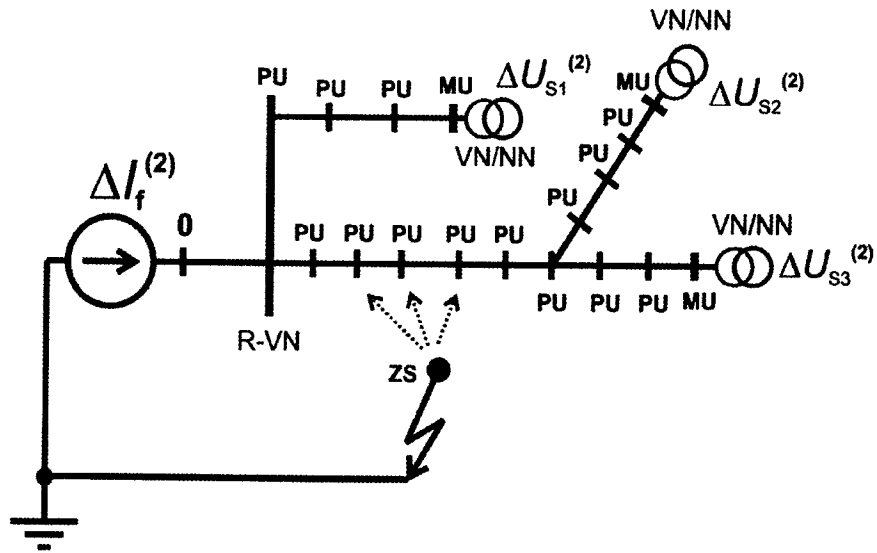 VN/NN
PU PU PU MU ΔU_S1^(2)
VN/NN
MU ΔU_S2^(2)
PU
PU
PU
ΔI_f^(2)
0
PU PU PU PU PU
VN/NN
ΔU_S3^(2)
PU PU PU MU
R-VN
ZS